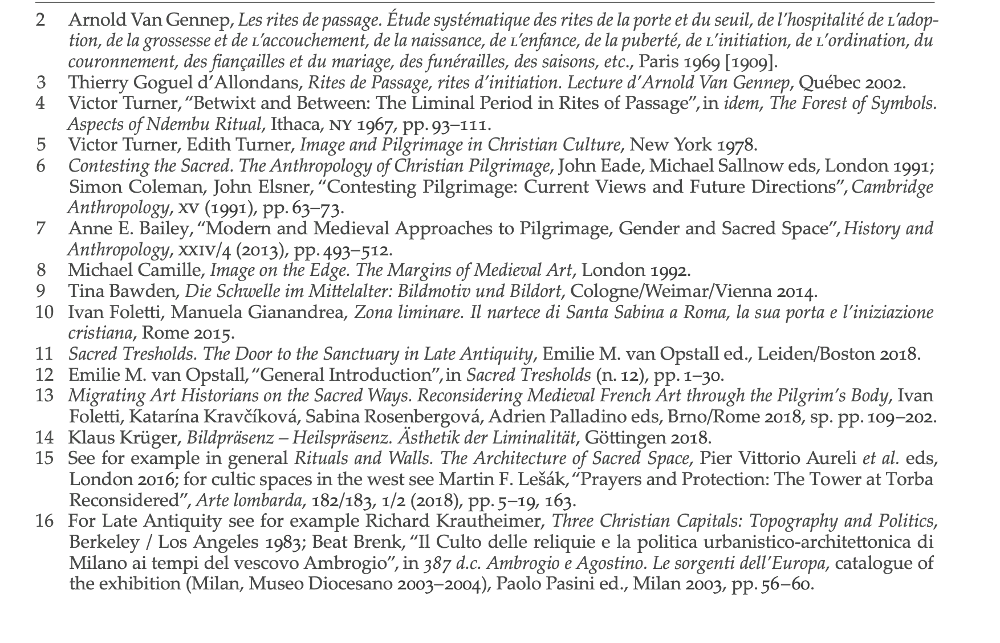 2 Arnold Van Gennep, Les rites de passage. Étude systématique des rites de la porte et du seuil, de l'hospitalité de L'adop-
tion, de la grossesse et de L'accouchement, de la naissance, de L'enfance, de la puberté, de L'initiation, de L'ordination, du
couronnement, des fiançailles et du mariage, des funérailles, des saisons, etc., Paris 1969 [1909].
3 Thierry Goguel d'Allondans, Rites de Passage, rites d'initiation. Lecture d'Arnold Van Gennep, Québec 2002.
4 Victor Turner, “Betwixt and Between: The Liminal Period in Rites of Passage”, in idem, The Forest of Symbols.
Aspects of Ndembu Ritual, Ithaca, NY 1967, pp. 93–111.
5 Victor Turner, Edith Turner, Image and Pilgrimage in Christian Culture, New York 1978.
6 Contesting the Sacred. The Anthropology of Christian Pilgrimage, John Eade, Michael Sallnow eds, London 1991;
Simon Coleman, John Elsner, “Contesting Pilgrimage: Current Views and Future Directions”, Cambridge
Anthropology, XV (1991), pp. 63–73.
7 Anne E. Bailey, “Modern and Medieval Approaches to Pilgrimage, Gender and Sacred Space”, History and
Anthropology, XXIV/4 (2013), pp. 493–512.
8 Michael Camille, Image on the Edge. The Margins of Medieval Art, London 1992.
9 Tina Bawden, Die Schwelle im Mittelalter: Bildmotiv und Bildort, Cologne/Weimar/Vienna 2014.
10 Ivan Foletti, Manuela Gianandrea, Zona liminare. Il nartece di Santa Sabina a Roma, la sua porta e l'iniziazione
cristiana, Rome 2015.
11 Sacred Tresholds. The Door to the Sanctuary in Late Antiquity, Emilie M. van Opstall ed., Leiden/Boston 2018.
12 Emilie M. van Opstall, “General Introduction”, in Sacred Tresholds (n. 12), pp. 1–30.
13 Migrating Art Historians on the Sacred Ways. Reconsidering Medieval French Art through the Pilgrim's Body, Ivan
Foletti, Katarína Kravčíková, Sabina Rosenbergová, Adrien Palladino eds, Brno/Rome 2018, sp. pp. 109–202.
14 Klaus Krüger, Bildpräsenz – Heilspräsenz. Ästhetik der Liminalität, Göttingen 2018.
15 See for example in general Rituals and Walls. The Architecture of Sacred Space, Pier Vittorio Aureli et al. eds,
London 2016; for cultic spaces in the west see Martin F. Lešák, “Prayers and Protection: The Tower at Torba
Reconsidered”, Arte lombarda, 182/183, 1/2 (2018), pp. 5–19, 163.
16 For Late Antiquity see for example Richard Krautheimer, Three Christian Capitals: Topography and Politics,
Berkeley / Los Angeles 1983; Beat Brenk, “Il Culto delle reliquie e la politica urbanistico-architettonica di
Milano ai tempi del vescovo Ambrogio”, in 387 d.c. Ambrogio e Agostino. Le sorgenti dell'Europa, catalogue of
the exhibition (Milan, Museo Diocesano 2003–2004), Paolo Pasini ed., Milan 2003, pp. 56–60.